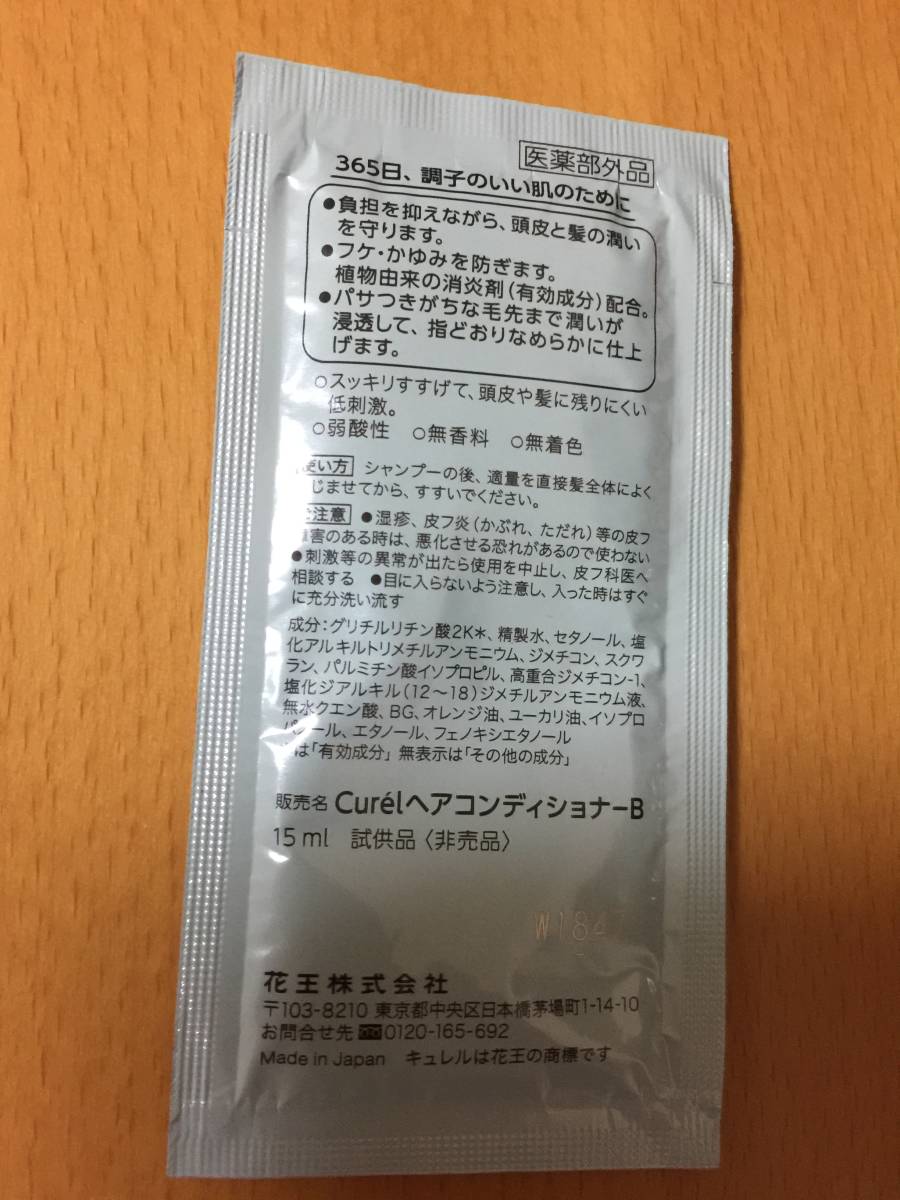 医薬部外品
365日、調子のいい肌のために
●負担を抑えながら、頭皮と髪の潤い
を守ります。
●フケ・かゆみを防ぎます。
植物由来の消炎剤(有効成分)配合。
●パサつきがちな毛先まで潤いが
浸透して、指どおりなめらかに仕上
げます。
○スッキリすすげて、頭皮や髪に残りにくい
低刺激。
○弱酸性 ○無香料 ○無着色
使い方 シャンプーの後、適量を直接髪全体によく
じませてから、すすいでください。
ご注意 ●湿疹、皮フ炎(かぶれ、ただれ)等の皮フ
障害のある時は、悪化させる恐れがあるので使わない
●刺激等の異常が出たら使用を中止し、皮フ科医へ
相談する ●目に入らないよう注意し、入った時はすぐ
に充分洗い流す
成分:グリチルリチン酸2K*、精製水、セタノール、塩
化アルキルトリメチルアンモニウム、ジメチコン、スクワ
ラン、パルミチン酸イソプロピル、高重合ジメチコン-1、
塩化ジアルキル(12～18)ジメチルアンモニウム液、
無水クエン酸、BG、オレンジ油、ユーカリ油、イソプロ
パノール、エタノール、フェノキシエタノール
は「有効成分」無表示は「その他の成分」
販売名 CurélヘアコンディショナーB
15ml 試供品〈非売品〉
W184
花王株式会社
〒103-8210 東京都中央区日本橋茅場町1-14-10
お問合せ先 0120-165-692
Made in Japan キュレルは花王の商標です